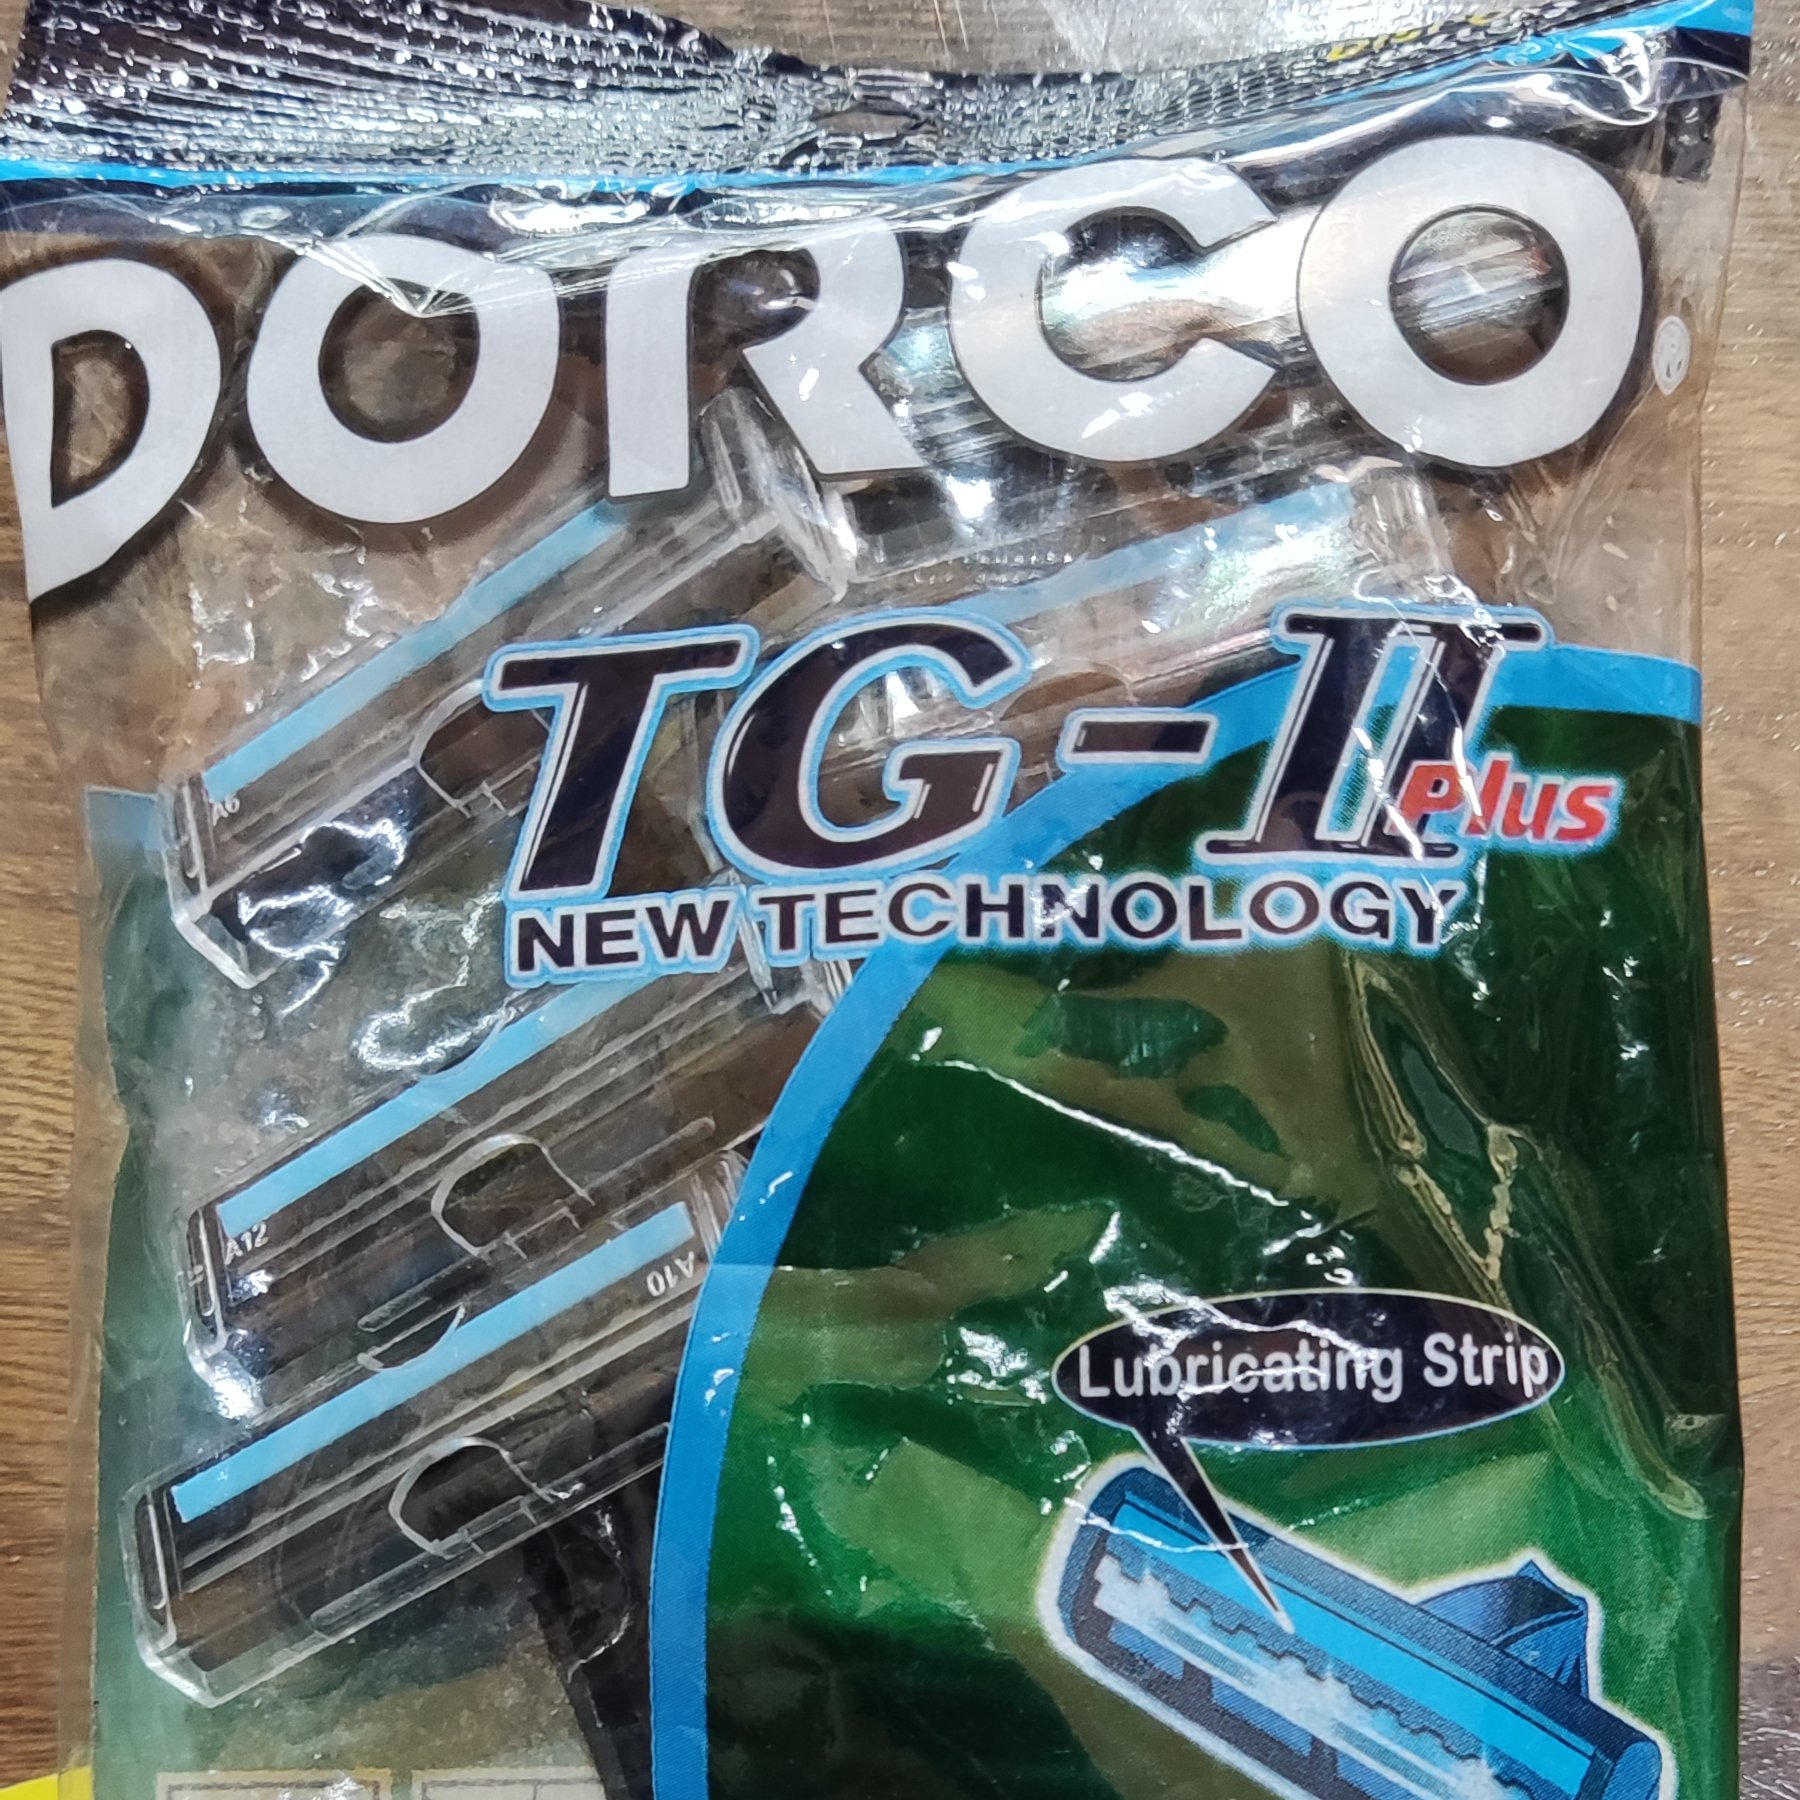 DORCO®
TG-II Plus
NEW TECHNOLOGY
A6
A12
A10
Lubricating Strip